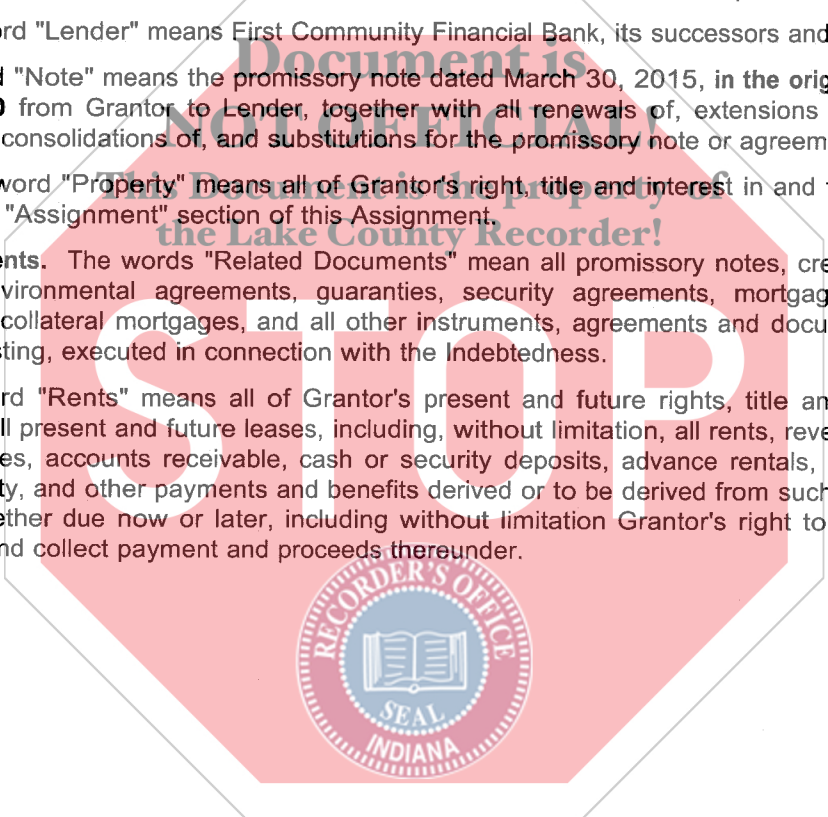 rd "Lender" means First Community Financial Bank, its successors and
Document is
"Note" means the promissory note dated March 30, 2015, in the orig
0 from Grantor to Lender, together with all renewals of, extensions
NOT OFFICIAL!
consolidations of, and substitutions for the promissory note or agreem
word "Property" means all of Grantor's right, title and interest in and
This Document is the property of
"Assignment" section of this Assignment.
the Lake County Recorder!
nts. The words "Related Documents" mean all promissory notes, cre
vironmental agreements, guaranties, security agreements, mortgag
collateral mortgages, and all other instruments, agreements and docu
sting, executed in connection with the Indebtedness.
STOP
rd "Rents" means all of Grantor's present and future rights, title an
ll present and future leases, including, without limitation, all rents, reve
es, accounts receivable, cash or security deposits, advance rentals,
ty, and other payments and benefits derived or to be derived from such
ether due now or later, including without limitation Grantor's right to
nd collect payment and proceeds thereunder.
RECORDER'S OFFICE
SEAL
INDIANA